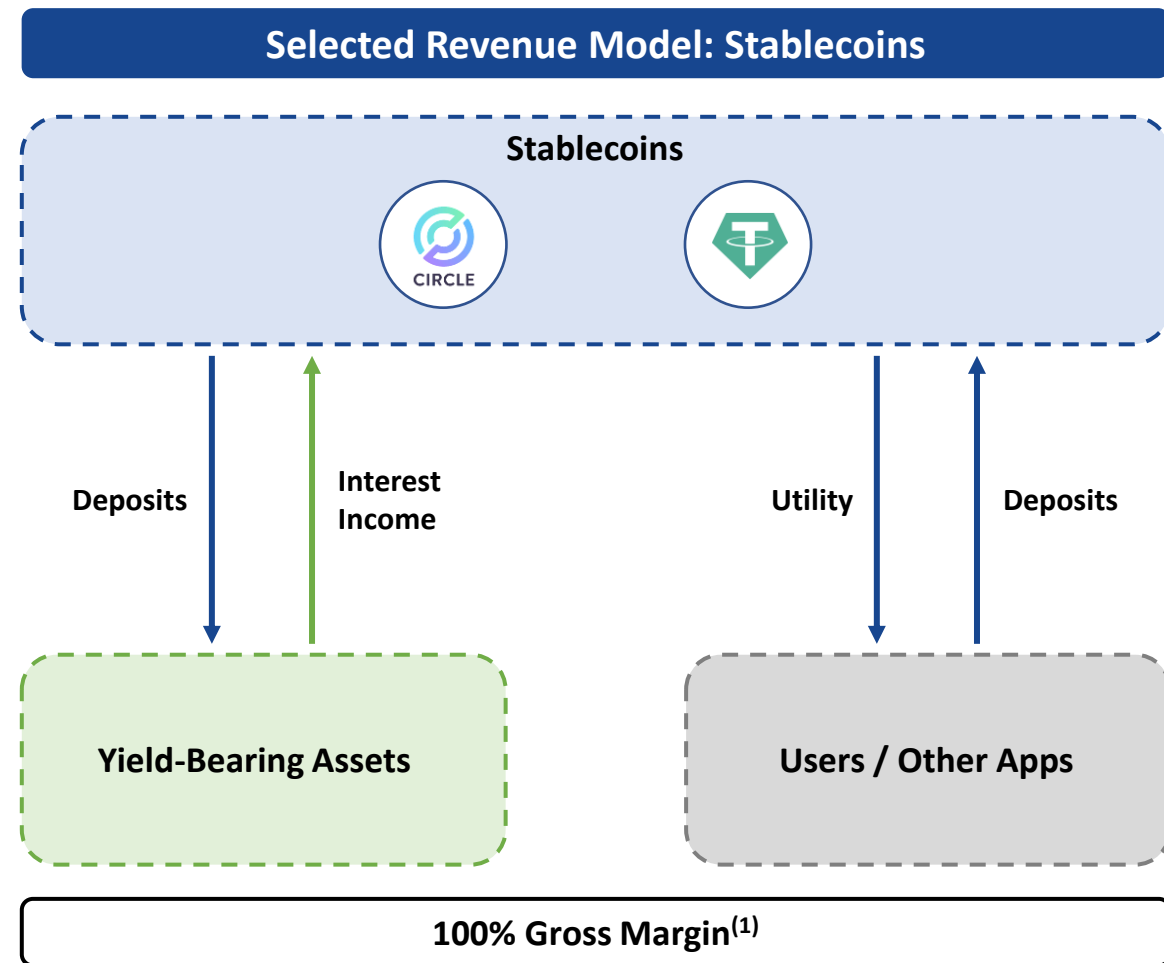 Selected Revenue Model: Stablecoins
Stablecoins
CIRCLE
T
Deposits
Interest
Income
Utility
Deposits
Yield-Bearing Assets
Users / Other Apps
100% Gross Margin(1)